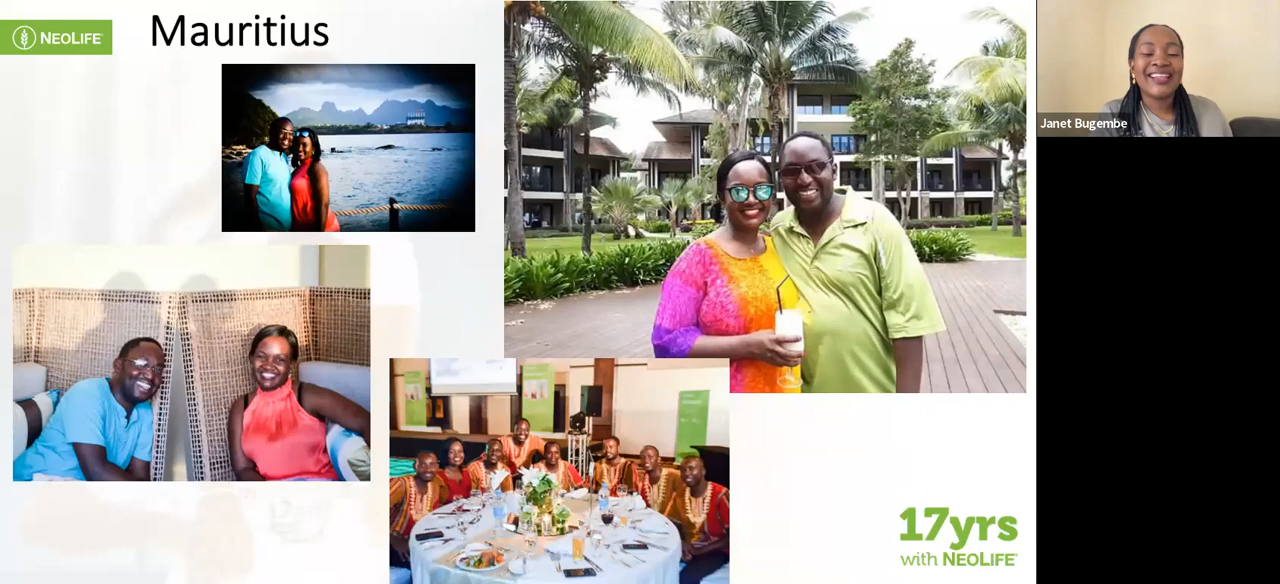 NEOLIFE
Mauritius
Janet Bugembe
17yrs
with NEOLIFE